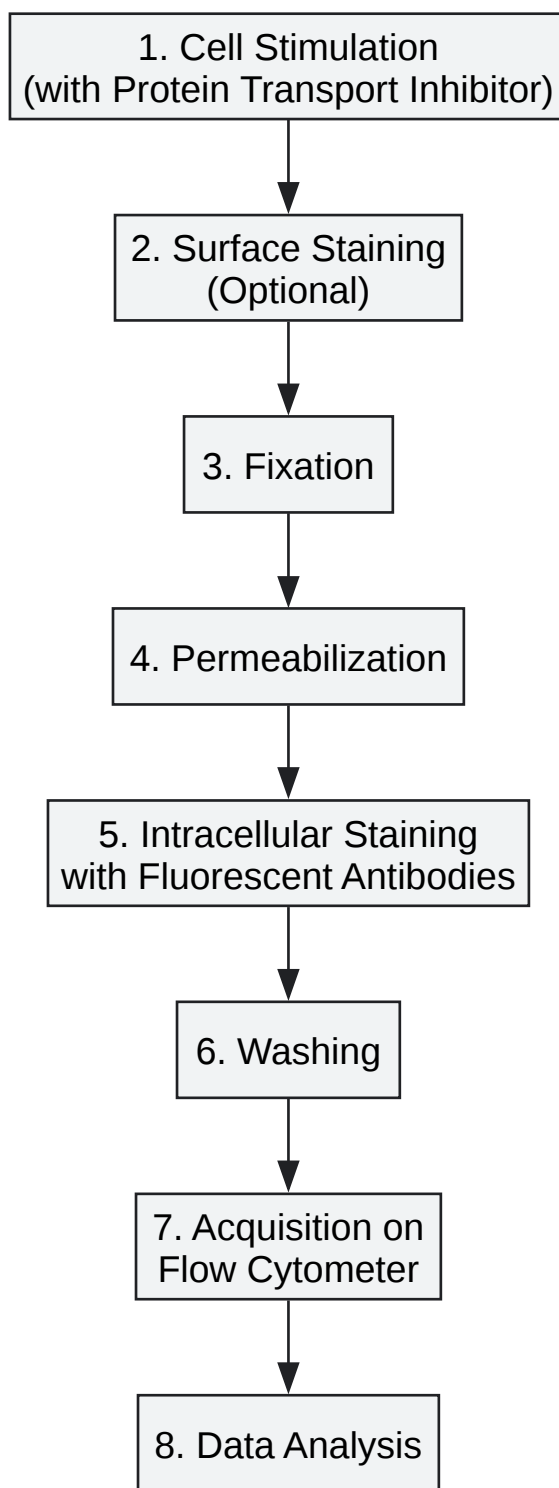 1. Cell Stimulation
(with Protein Transport Inhibitor)
2. Surface Staining
(Optional)
3. Fixation
4. Permeabilization
5. Intracellular Staining
with Fluorescent Antibodies
6. Washing
7. Acquisition on
Flow Cytometer
8. Data Analysis